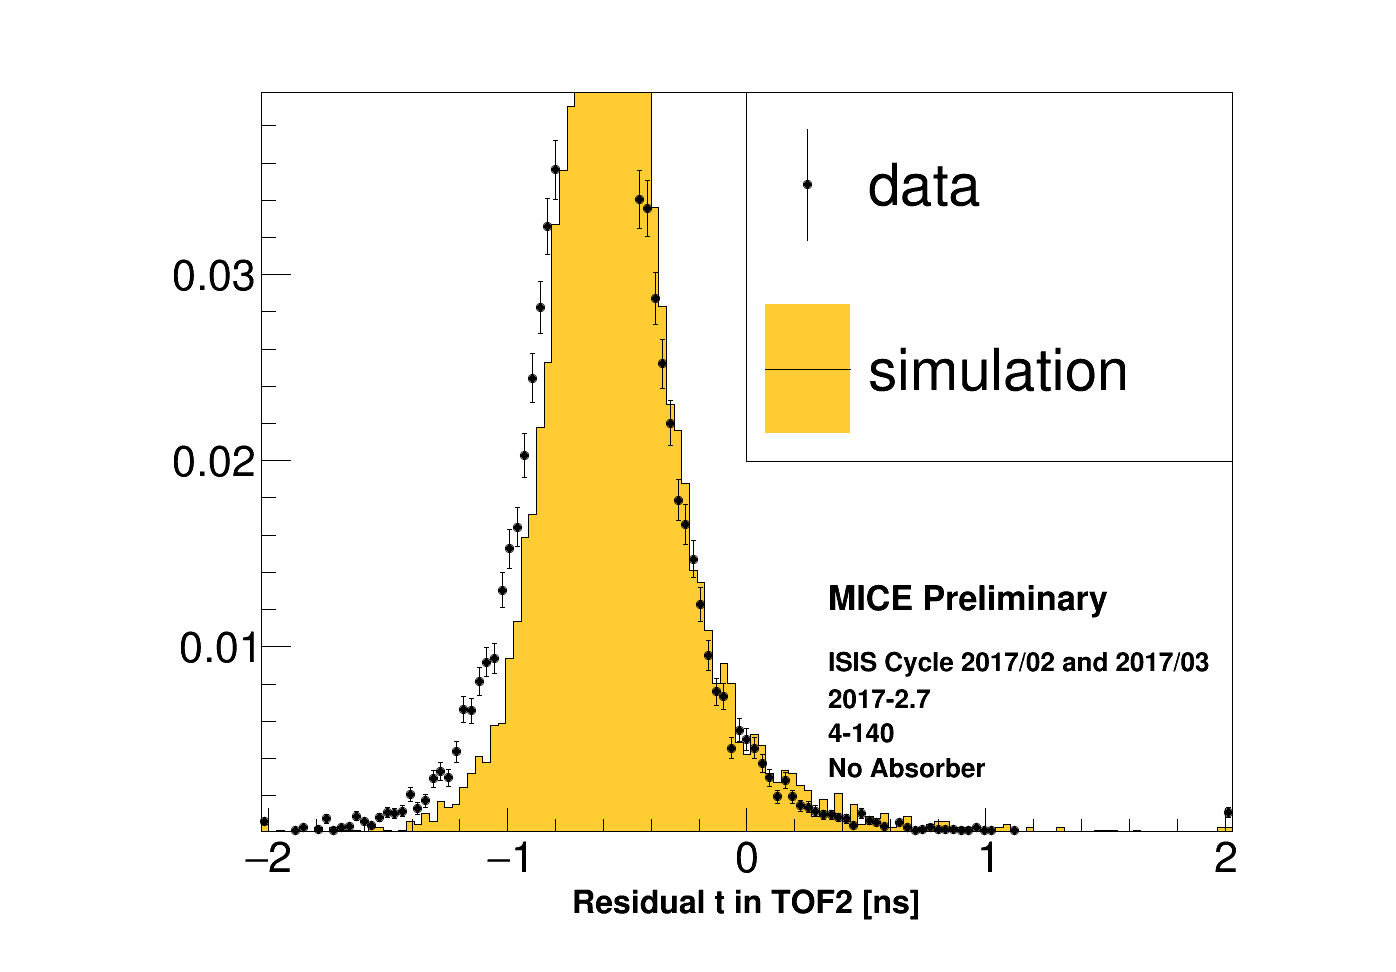 data
simulation
0.03
0.02
0.01
MICE Preliminary
ISIS Cycle 2017/02 and 2017/03
2017-2.7
4-140
No Absorber
−2 −1 0 1 2
Residual t in TOF2 [ns]